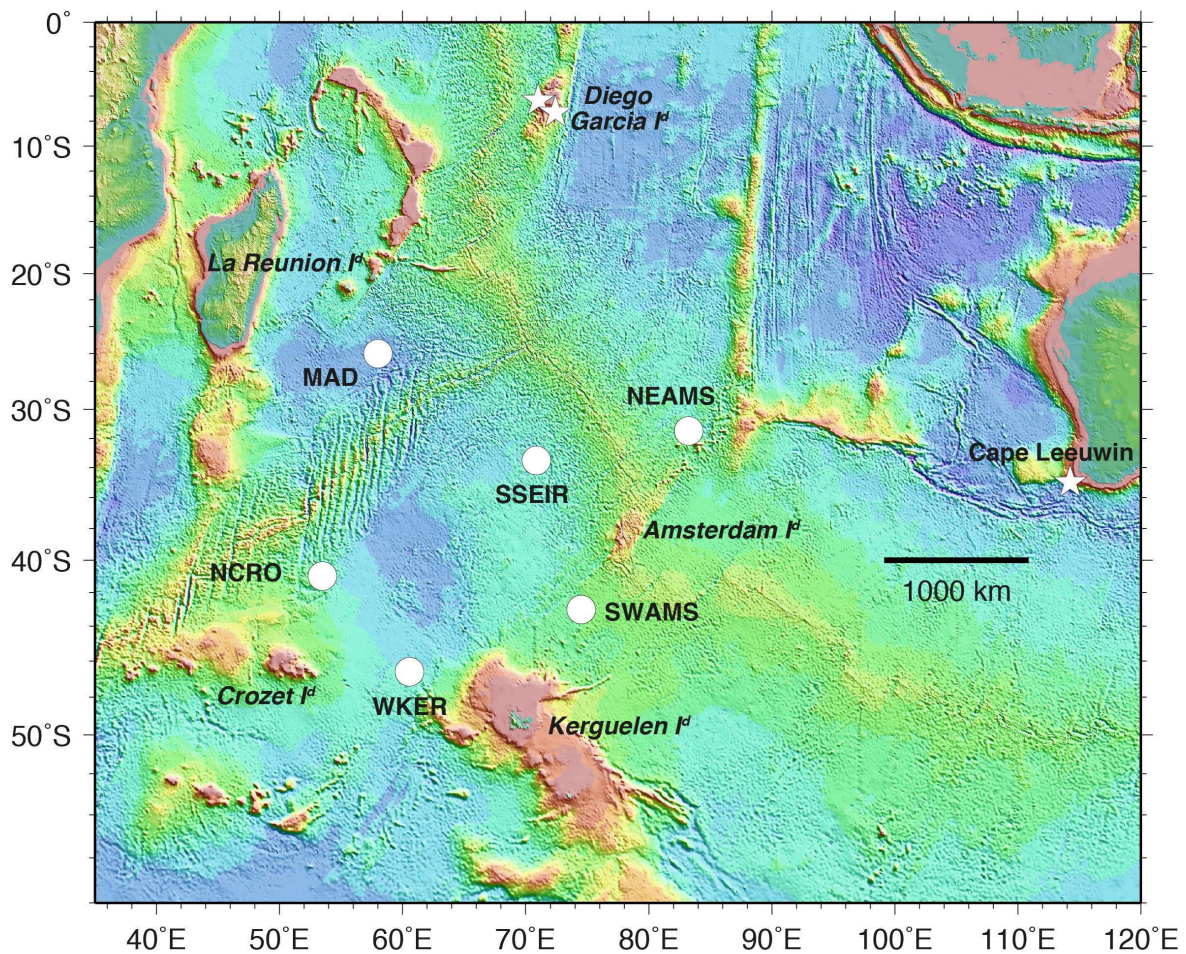 0˚
10˚S
20˚S
30˚S
40˚S
50˚S
Diego
Garcia Iᵈ
La Reunion Iᵈ
MAD
NEAMS
Cape Leeuwin
SSEIR
Amsterdam Iᵈ
NCRO
1000 km
SWAMS
Crozet Iᵈ
WKER
Kerguelen Iᵈ
40˚E 50˚E 60˚E 70˚E 80˚E 90˚E 100˚E 110˚E 120˚E